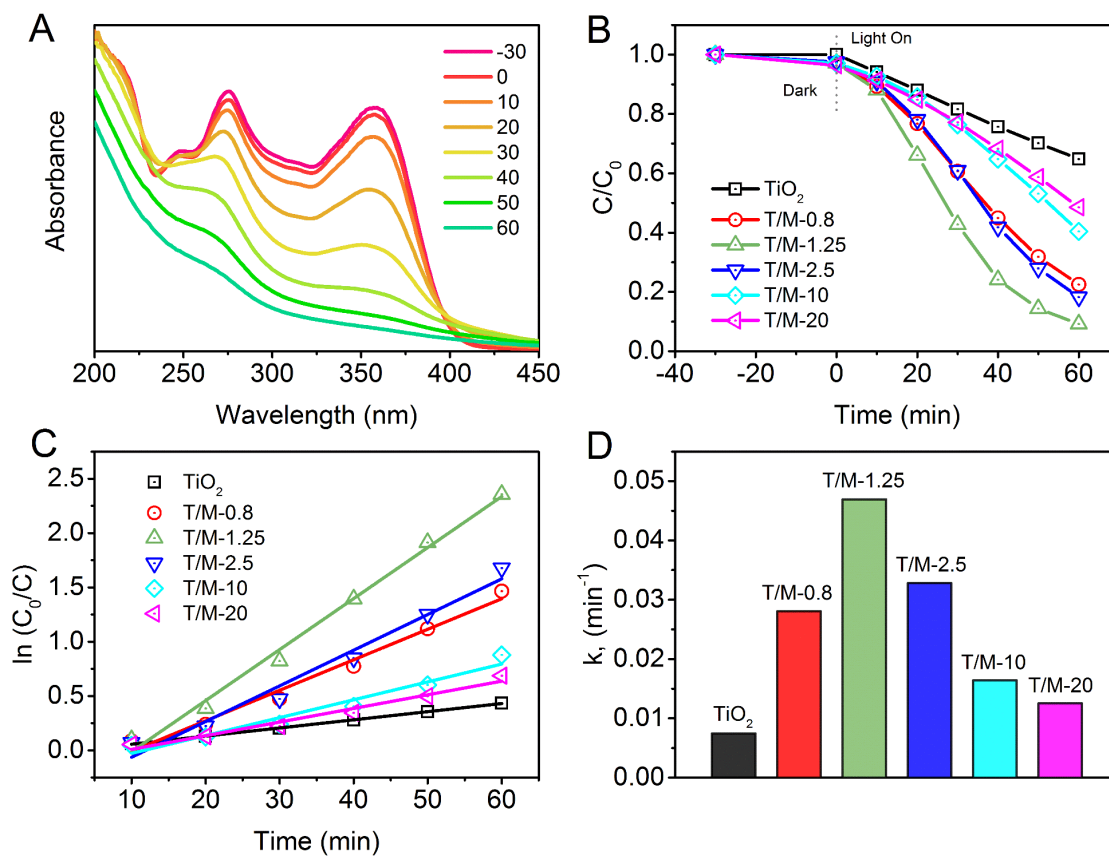 A
-30
0
10
20
30
40
50
60
Absorbance
200
250
300
350
400
450
Wavelength (nm)
B
Light On
Dark
1.0
0.8
0.6
0.4
0.2
0.0
C/C₀
TiO₂
T/M-0.8
T/M-1.25
T/M-2.5
T/M-10
T/M-20
-40
-20
0
20
40
60
Time (min)
C
2.5
2.0
1.5
1.0
0.5
0.0
ln (C₀/C)
TiO₂
T/M-0.8
T/M-1.25
T/M-2.5
T/M-10
T/M-20
10
20
30
40
50
60
Time (min)
D
0.05
0.04
0.03
0.02
0.01
0.00
k, (min⁻¹)
TiO₂
T/M-0.8
T/M-1.25
T/M-2.5
T/M-10
T/M-20